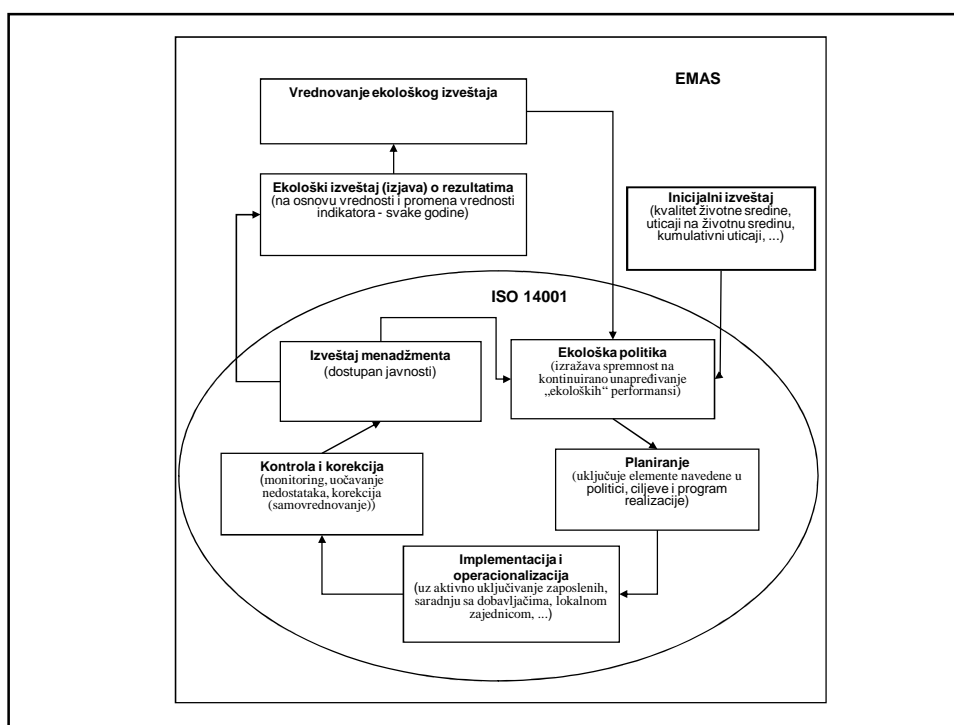 EMAS
Vrednovanje ekološkog izveštaja
Ekološki izveštaj (izjava) o rezultatima
(na osnovu vrednosti i promena vrednosti
indikatora - svake godine)
Inicijalni izveštaj
(kvalitet životne sredine,
uticaji na životnu sredinu,
kumulativni uticaji, ...)
ISO 14001
Izveštaj menadžmenta
(dostupan javnosti)
Ekološka politika
(izražava spremnost na
kontinuirano unapređivanje
„ekoloških“ performansi)
Kontrola i korekcija
(monitoring, uočavanje
nedostataka, korekcija
(samovrednovanje))
Planiranje
(uključuje elemente navedene u
politici, ciljeve i program
realizacije)
Implementacija i
operacionalizacija
(uz aktivno uključivanje zaposlenih,
saradnju sa dobavljačima, lokalnom
zajednicom, ...)